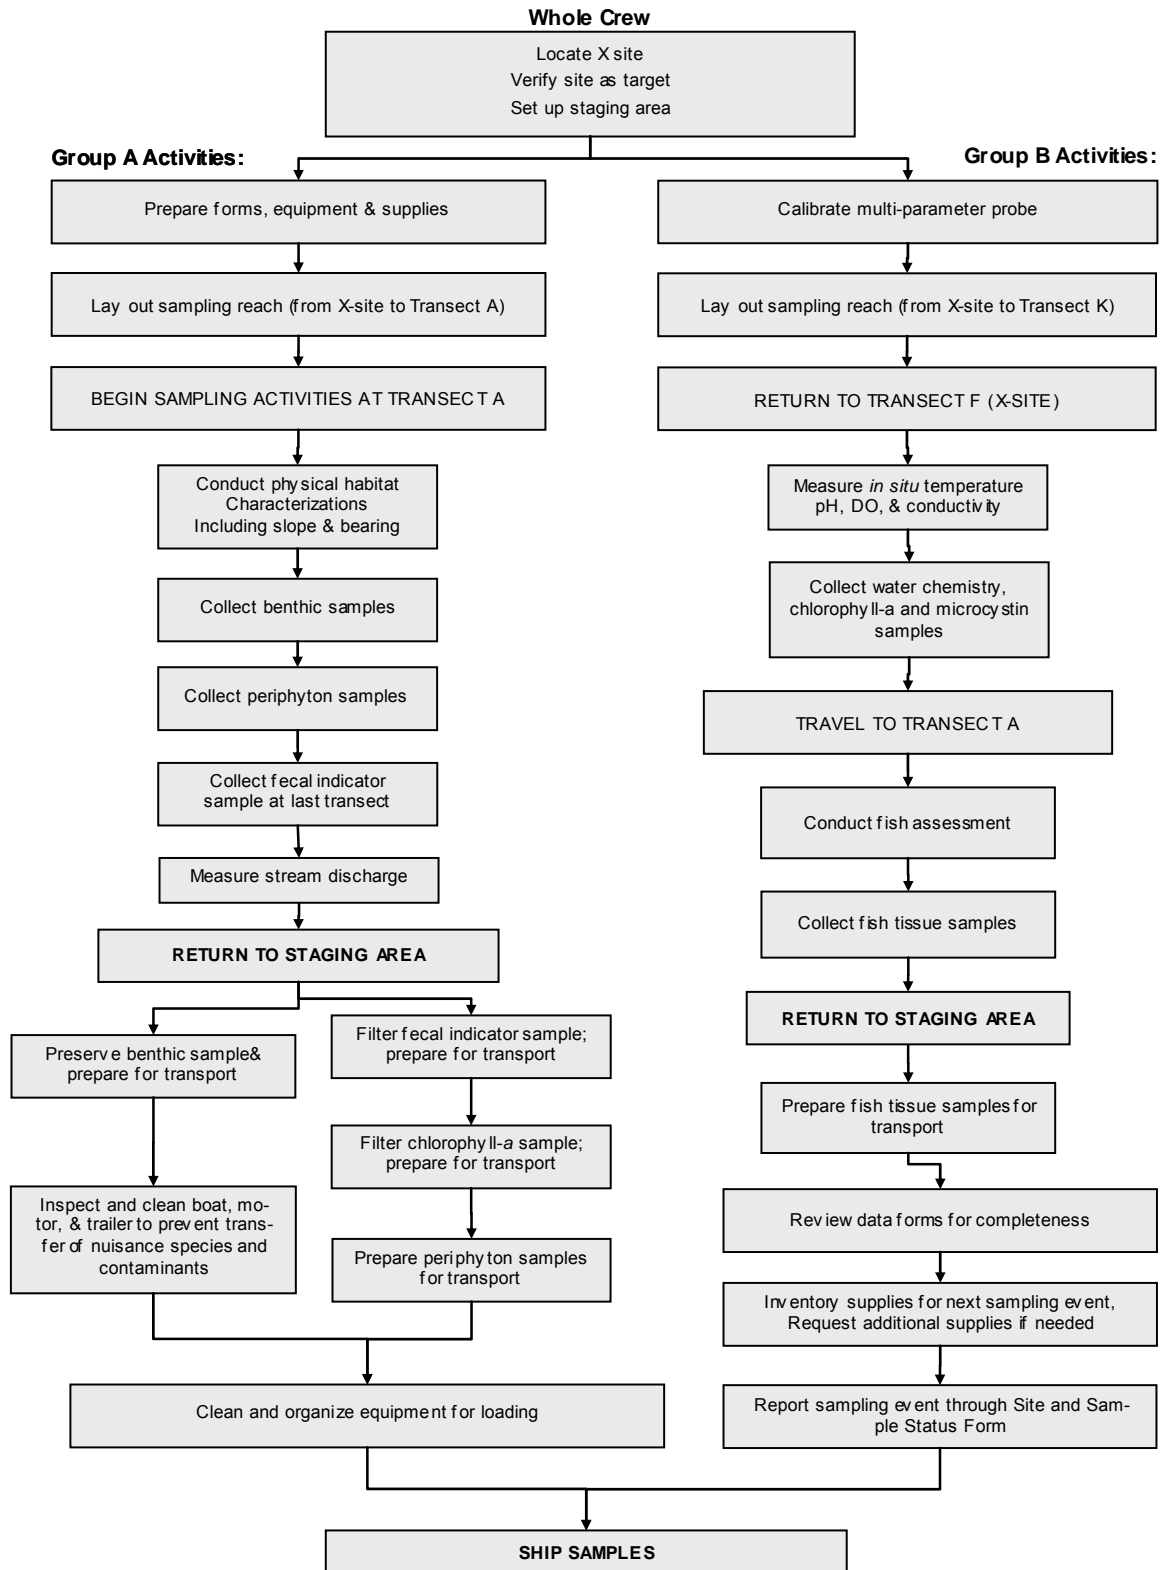 Whole Crew
Locate X site
Verify site as target
Set up staging area
Group A Activities:
Prepare forms, equipment & supplies
Lay out sampling reach (from X-site to Transect A)
BEGIN SAMPLING ACTIVITIES AT TRANSECT A
Conduct physical habitat
Characterizations
Including slope & bearing
Collect benthic samples
Collect periphyton samples
Collect fecal indicator
sample at last transect
Measure stream discharge
RETURN TO STAGING AREA
Preserve benthic sample&
prepare for transport
Inspect and clean boat, mo-
tor, & trailer to prevent trans-
fer of nuisance species and
contaminants
Filter fecal indicator sample;
prepare for transport
Filter chlorophyll-a sample;
prepare for transport
Prepare periphyton samples
for transport
Clean and organize equipment for loading
Group B Activities:
Calibrate multi-parameter probe
Lay out sampling reach (from X-site to Transect K)
RETURN TO TRANSECT F (X-SITE)
Measure in situ temperature
pH, DO, & conductivity
Collect water chemistry,
chlorophyll-a and microcystin
samples
TRAVEL TO TRANSECT A
Conduct fish assessment
Collect fish tissue samples
RETURN TO STAGING AREA
Prepare fish tissue samples for
transport
Review data forms for completeness
Inventory supplies for next sampling event,
Request additional supplies if needed
Report sampling event through Site and Sam-
ple Status Form
SHIP SAMPLES